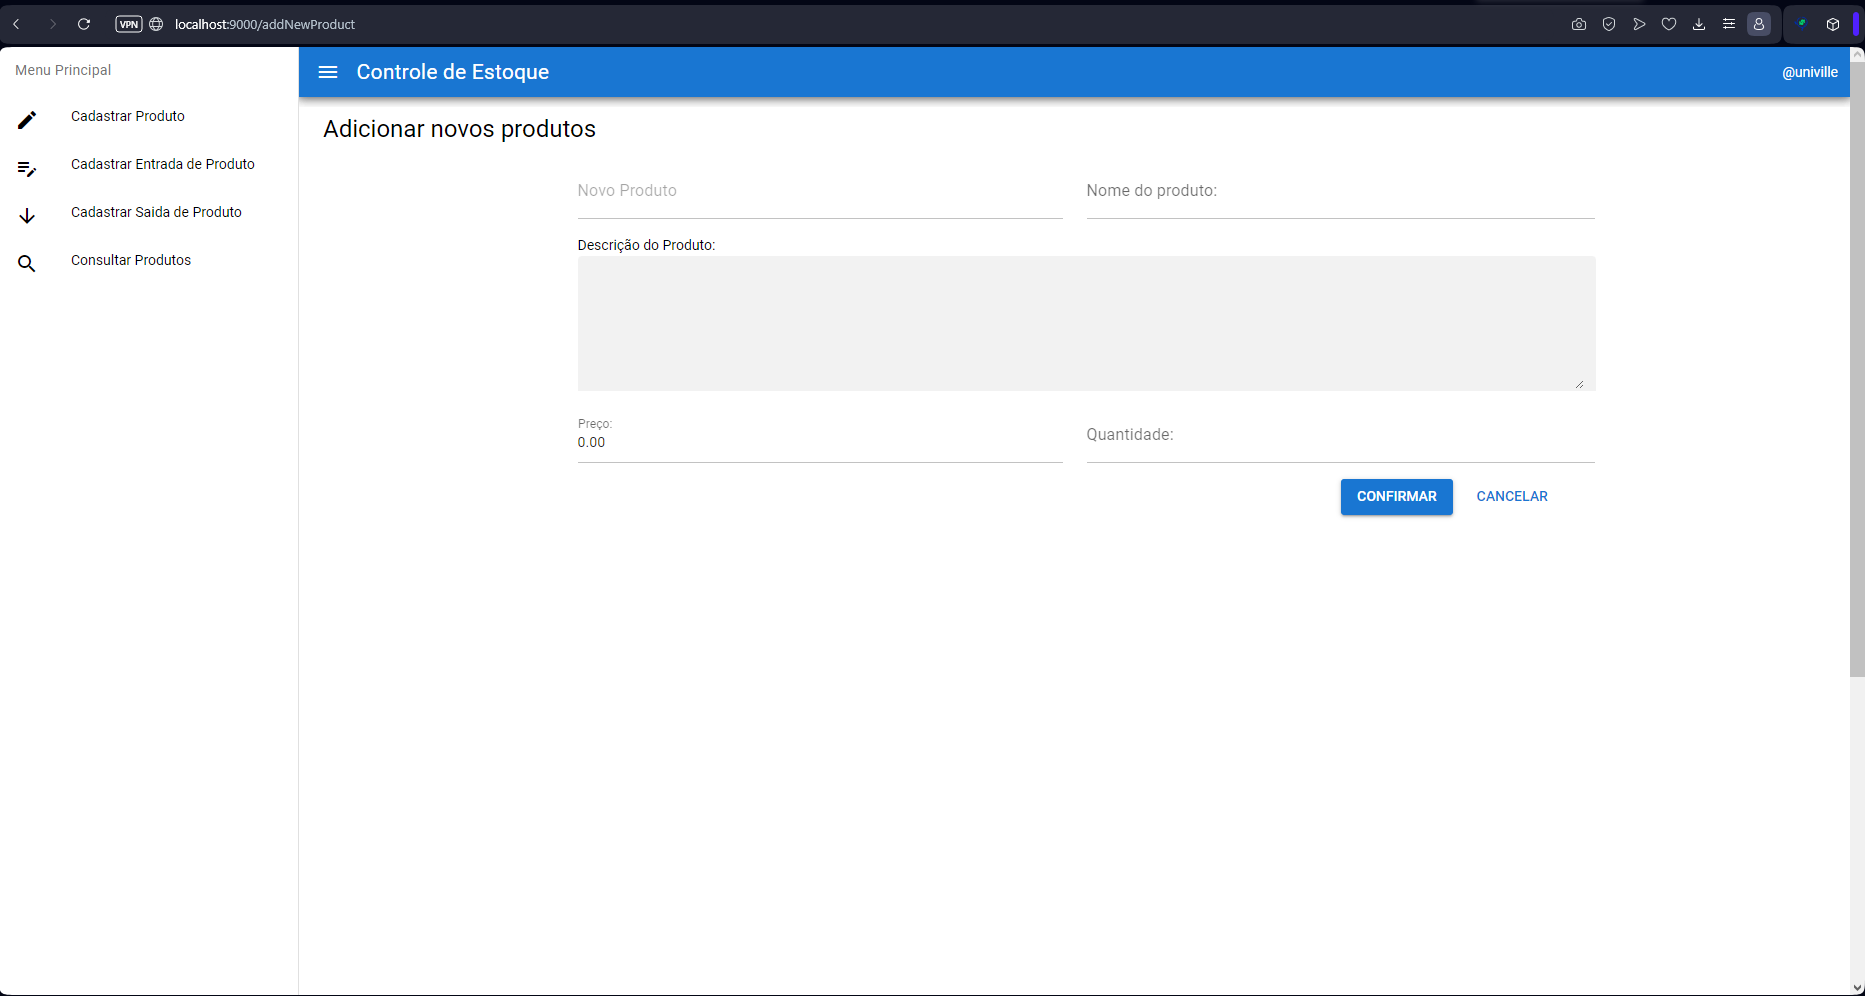 VPN localhost:9000/addNewProduct
Menu Principal
Cadastrar Produto
Cadastrar Entrada de Produto
Cadastrar Saida de Produto
Consultar Produtos
Controle de Estoque
@univille
Adicionar novos produtos
Novo Produto
Nome do produto:
Descrição do Produto:
Preço:
0.00
Quantidade:
CONFIRMAR
CANCELAR